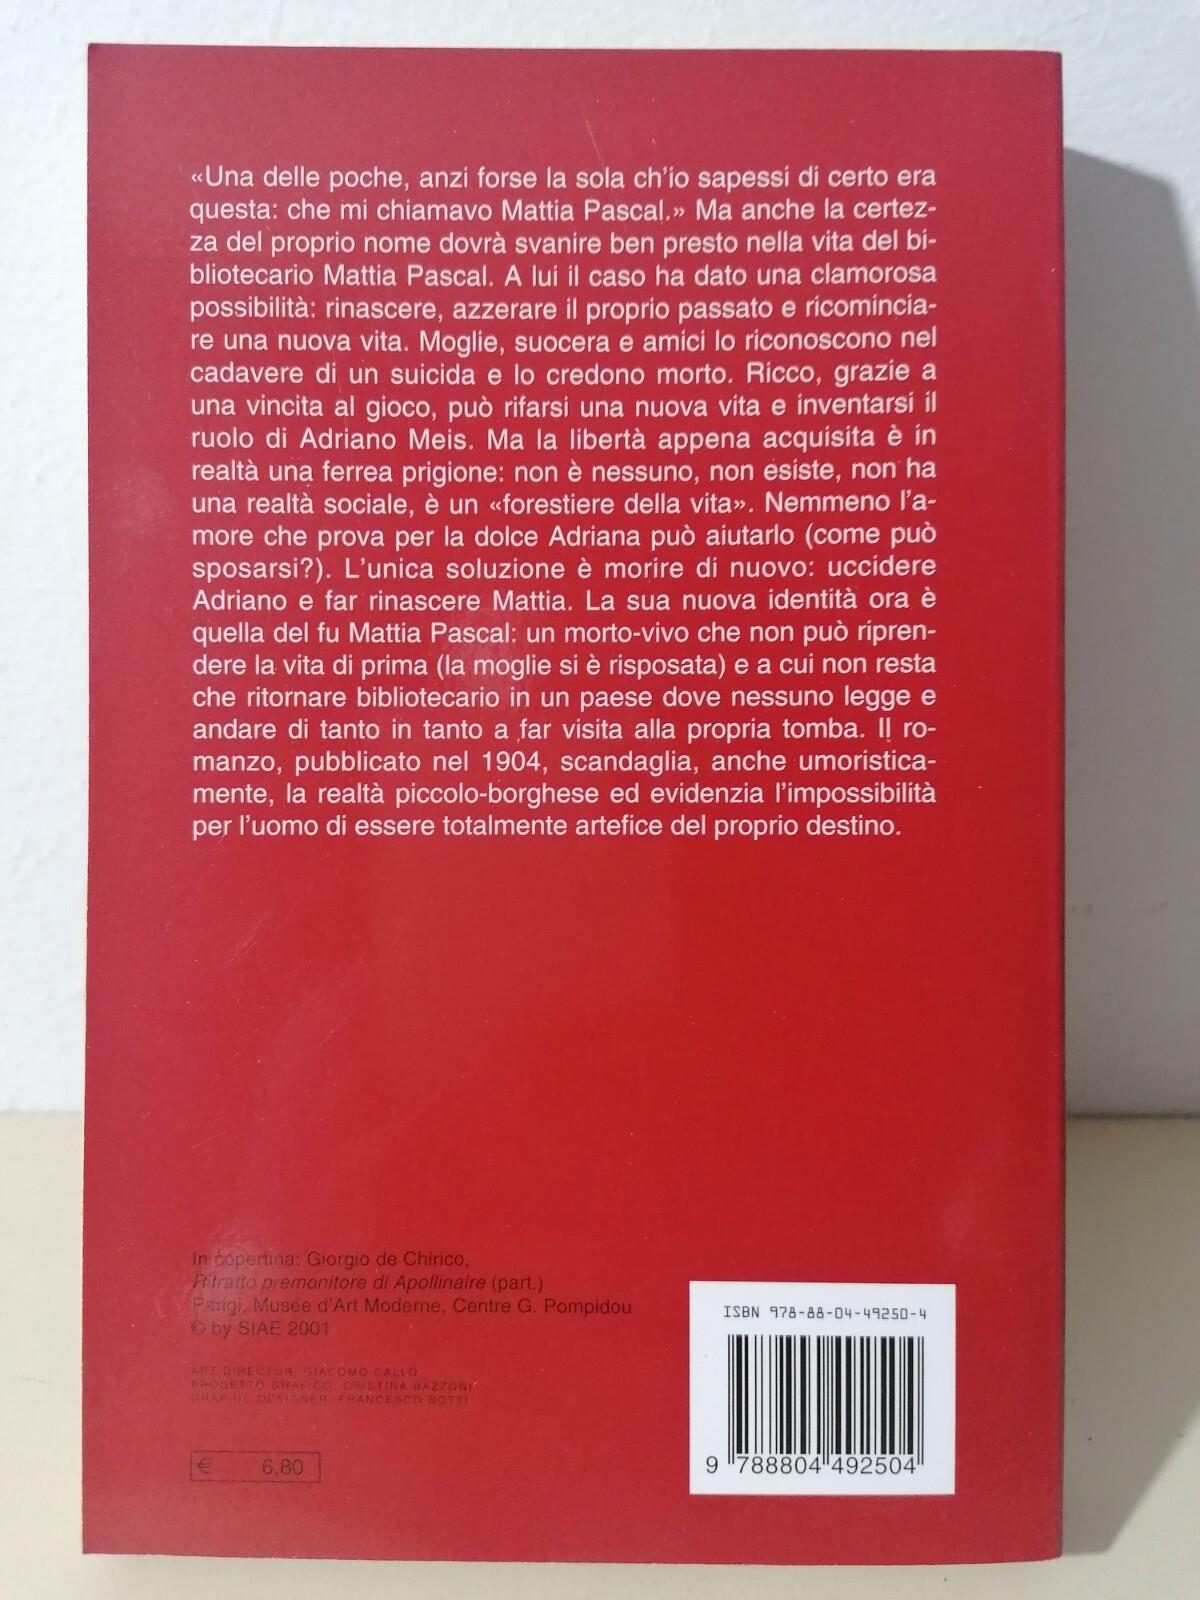 «Una delle poche, anzi forse la sola ch'io sapessi di certo era
questa: che mi chiamavo Mattia Pascal.» Ma anche la certez-
za del proprio nome dovrà svanire ben presto nella vita del bi-
bliotecario Mattia Pascal. A lui il caso ha dato una clamorosa
possibilità: rinascere, azzerare il proprio passato e ricomincia-
re una nuova vita. Moglie, suocera e amici lo riconoscono nel
cadavere di un suicida e lo credono morto. Ricco, grazie a
una vincita al gioco, può rifarsi una nuova vita e inventarsi il
ruolo di Adriano Meis. Ma la libertà appena acquisita è in
realtà una ferrea prigione: non è nessuno, non esiste, non ha
una realtà sociale, è un «forestiere della vita». Nemmeno l'a-
more che prova per la dolce Adriana può aiutarlo (come può
sposarsi?). L'unica soluzione è morire di nuovo: uccidere
Adriano e far rinascere Mattia. La sua nuova identità ora è
quella del fu Mattia Pascal: un morto-vivo che non può ripren-
dere la vita di prima (la moglie si è risposata) e a cui non resta
che ritornare bibliotecario in un paese dove nessuno legge e
andare di tanto in tanto a far visita alla propria tomba. Il ro-
manzo, pubblicato nel 1904, scandaglia, anche umoristica-
mente, la realtà piccolo-borghese ed evidenzia l'impossibilità
per l'uomo di essere totalmente artefice del proprio destino.
In copertina: Giorgio de Chirico,
Ritratto premonitore di Apollinaire (part.)
Parigi, Musée d'Art Moderne, Centre G. Pompidou
© by SIAE 2001
ART DIRECTOR: GIACOMO CALLO
PROGETTO GRAFICO: CRISTINA BAZZONI
GRAPHIC DESIGNER: FRANCESCO BOTTI
€ 6,80
ISBN 978-88-04-49250-4
9 788804 492504